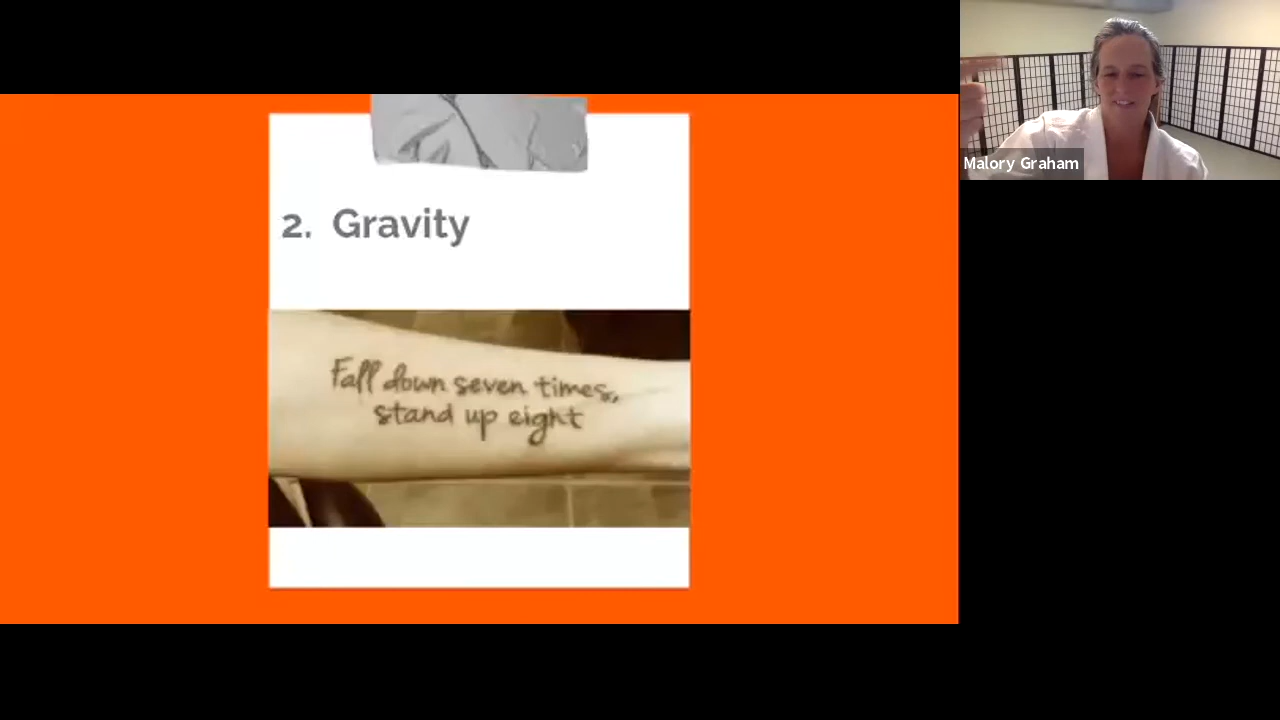 2. Gravity
Fall down seven times,
stand up eight
Malory Graham